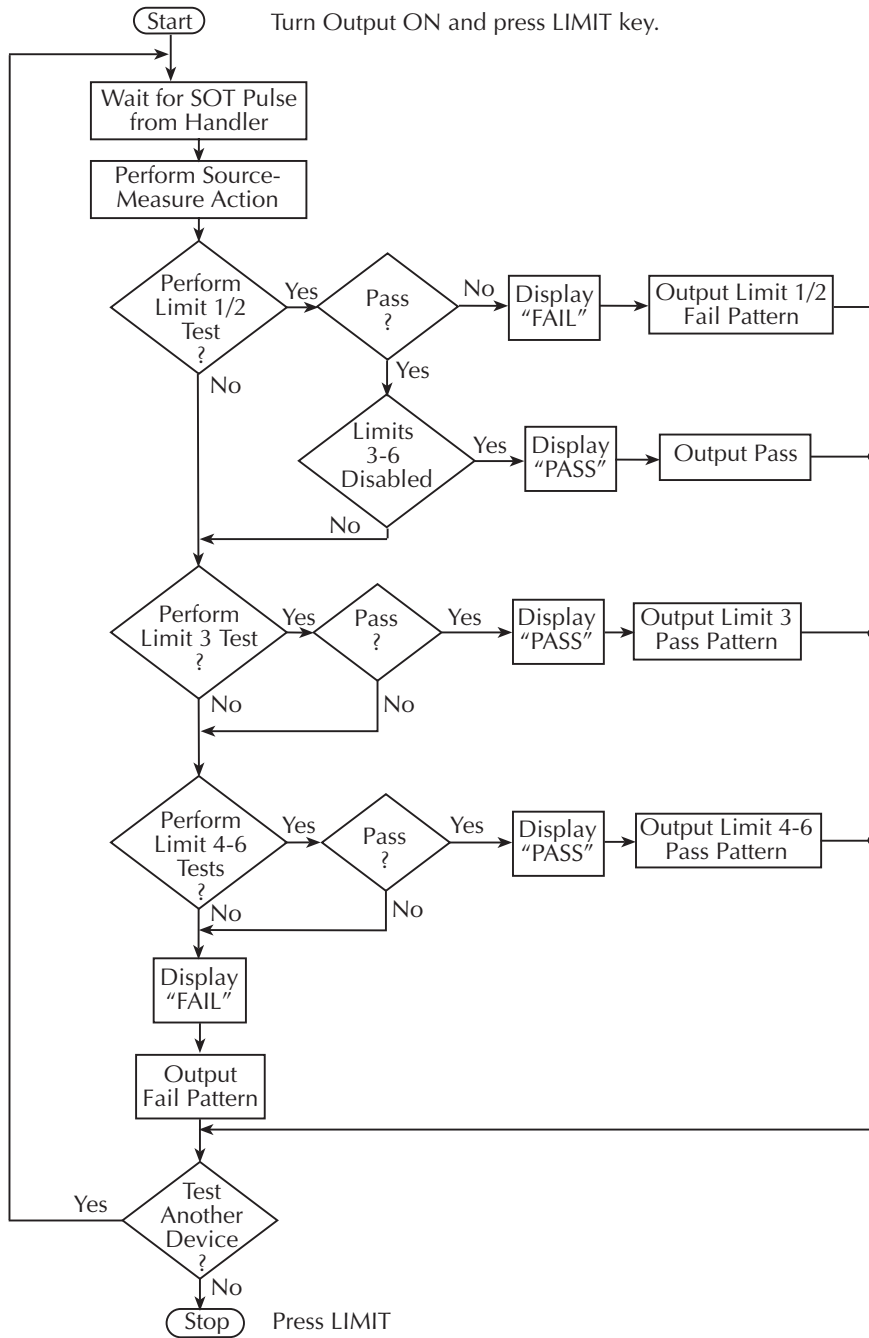 Start
Turn Output ON and press LIMIT key.
Wait for SOT Pulse
from Handler
Perform Source-
Measure Action
Perform
Limit 1/2
Test
?
Yes
Pass
?
No
Display
“FAIL”
Output Limit 1/2
Fail Pattern
No
Yes
Limits
3-6
Disabled
Yes
Display
“PASS”
Output Pass
No
Perform
Limit 3 Test
?
Yes
Pass
?
Yes
Display
“PASS”
Output Limit 3
Pass Pattern
No
No
Perform
Limit 4-6
Tests
?
Yes
Pass
?
Yes
Display
“PASS”
Output Limit 4-6
Pass Pattern
No
No
Display
“FAIL”
Output
Fail Pattern
Yes
Test
Another
Device
?
No
Stop
Press LIMIT